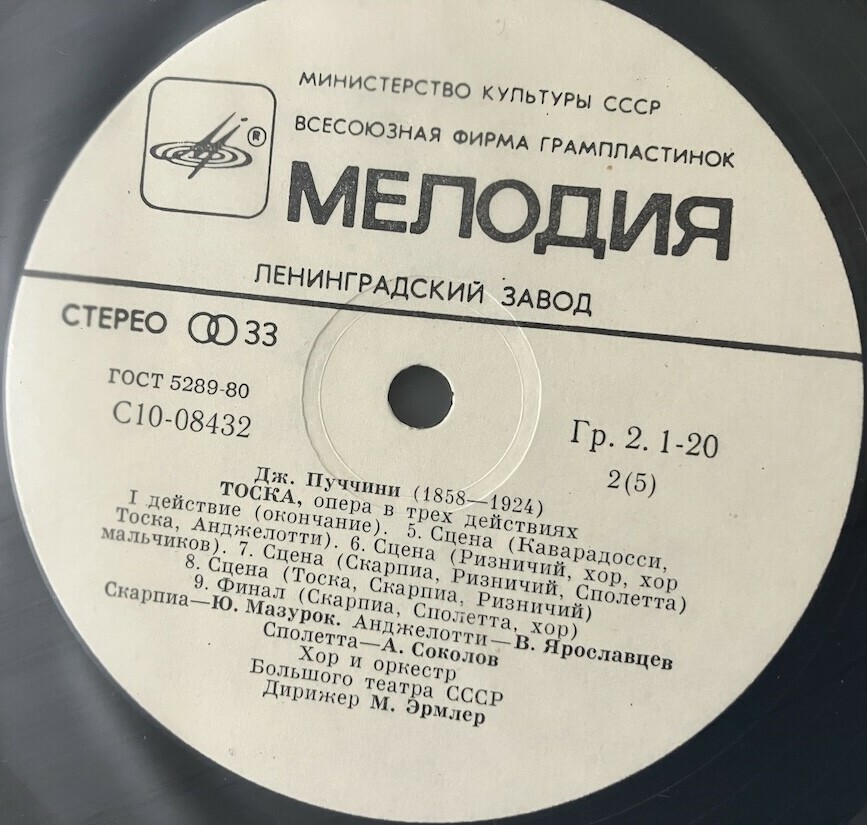 МИНИСТЕРСТВО КУЛЬТУРЫ СССР
ВСЕСОЮЗНАЯ ФИРМА ГРАМПЛАСТИНОК
®
МЕЛОДИЯ
ЛЕНИНГРАДСКИЙ ЗАВОД
СТЕРЕО 33
ГОСТ 5289-80
С10-08432
Гр. 2. 1-20
2(5)
Дж. Пуччини (1858—1924)
ТОСКА, опера в трех действиях
I действие (окончание). 5. Сцена (Каварадосси,
Тоска, Анджелотти). 6. Сцена (Ризничий, хор, хор
мальчиков). 7. Сцена (Скарпиа, Ризничий, Сполетта)
8. Сцена (Тоска, Скарпиа, Ризничий)
9. Финал (Скарпиа, Сполетта, хор)
Скарпиа—Ю. Мазурок. Анджелотти—В. Ярославцев
Сполетта—А. Соколов
Хор и оркестр
Большого театра СССР
Дирижер М. Эрмлер